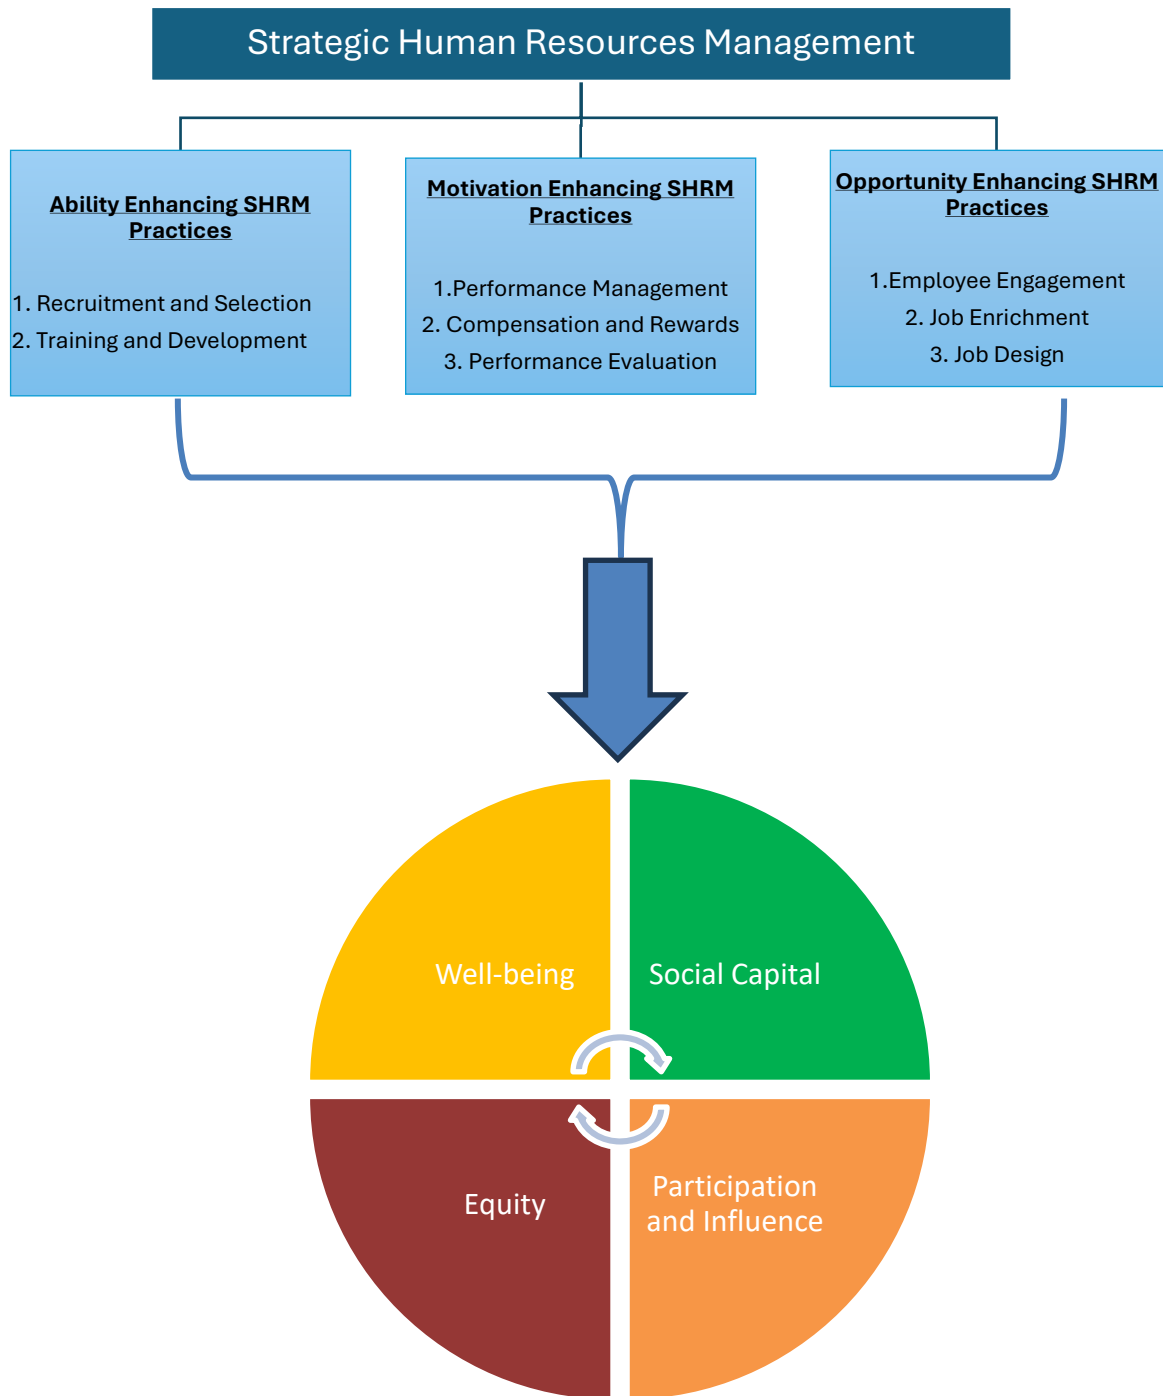 Strategic Human Resources Management
Ability Enhancing SHRM
Practices
1. Recruitment and Selection
2. Training and Development
Motivation Enhancing SHRM
Practices
1.Performance Management
2. Compensation and Rewards
3. Performance Evaluation
Opportunity Enhancing SHRM
Practices
1.Employee Engagement
2. Job Enrichment
3. Job Design
Well-being
Social Capital
Equity
Participation
and Influence